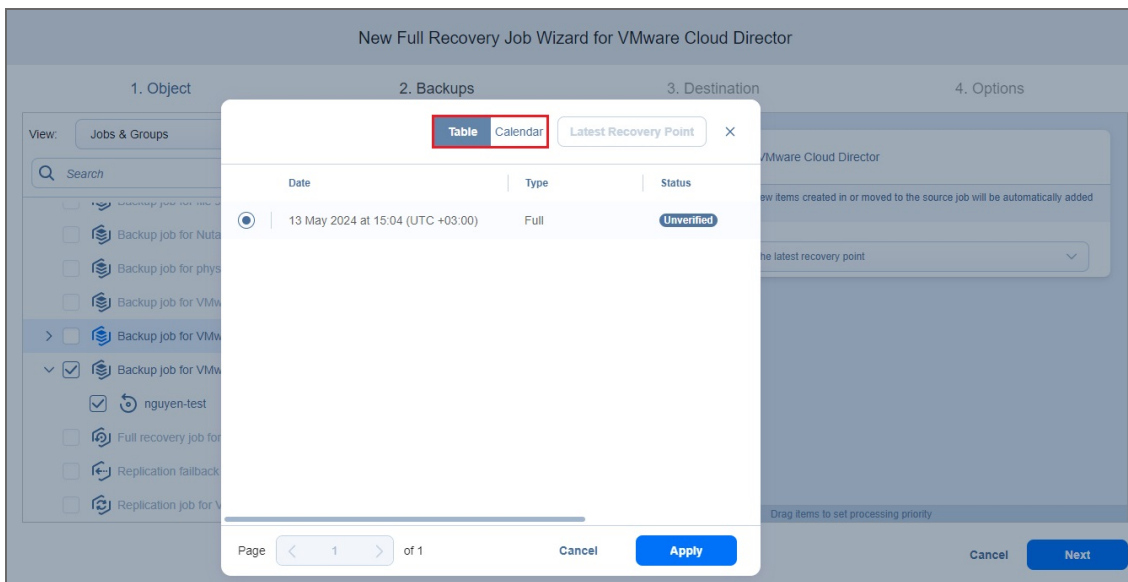 New Full Recovery Job Wizard for VMware Cloud Director
1. Object
2. Backups
3. Destination
4. Options
View:
Jobs & Groups
Search
Backup job for file s
Backup job for Nuta
Backup job for phys
Backup job for VMw
Backup job for VMw
Backup job for VMw
nguyen-test
Full recovery job for
Replication failback
Replication job for V
Table
Calendar
Latest Recovery Point
Date
Type
Status
13 May 2024 at 15:04 (UTC +03:00)
Full
Unverified
Page
1
of 1
Cancel
Apply
VMware Cloud Director
ew items created in or moved to the source job will be automatically added
he latest recovery point
Drag items to set processing priority
Cancel
Next